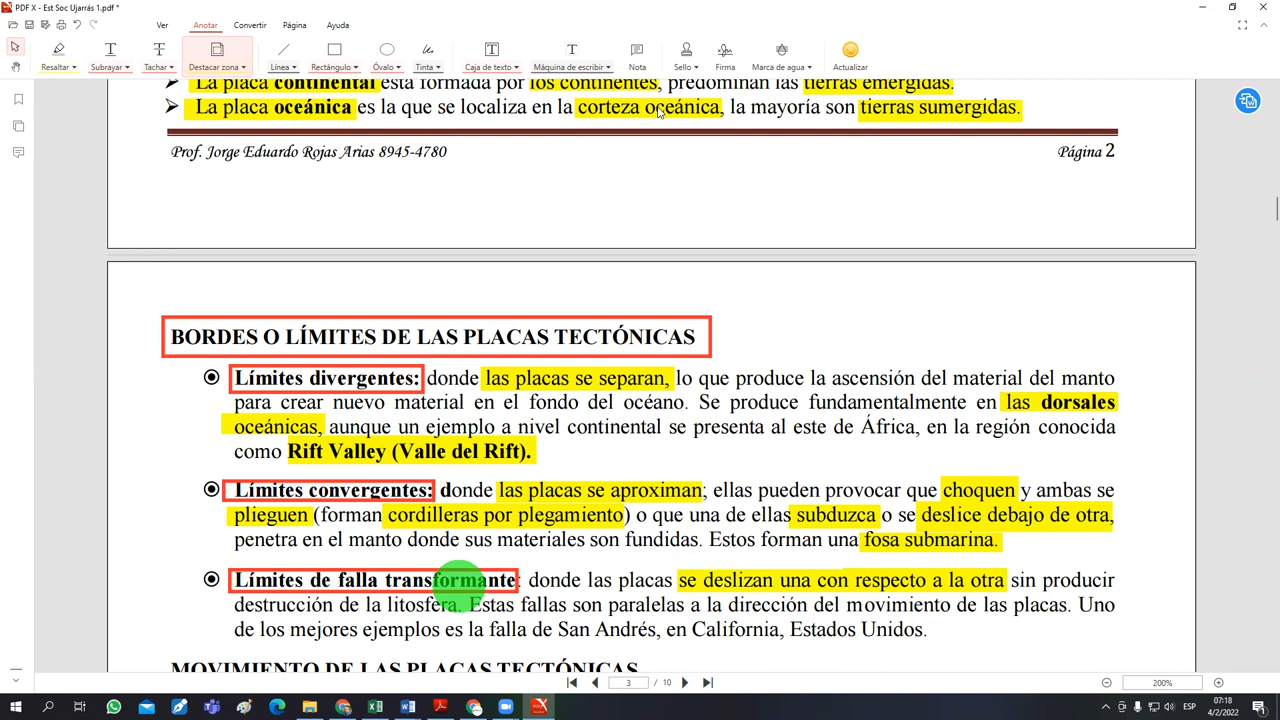 PDF X - Est Soc Ujarrás 1.pdf *
Ver Anotar Convertir Página Ayuda
Resaltar Subrayar Tachar Destacar zona Línea Rectángulo Óvalo Tinta Caja de texto Máquina de escribir Nota Sello Firma Marca de agua Actualizar
➢ La placa continental está formada por los continentes, predominan las tierras emergidas.
➢ La placa oceánica es la que se localiza en la corteza oceánica, la mayoría son tierras sumergidas.
Prof. Jorge Eduardo Rojas Arias 8945-4780 Página 2
BORDES O LÍMITES DE LAS PLACAS TECTÓNICAS
Límites divergentes: donde las placas se separan, lo que produce la ascensión del material del manto
para crear nuevo material en el fondo del océano. Se produce fundamentalmente en las dorsales
oceánicas, aunque un ejemplo a nivel continental se presenta al este de África, en la región conocida
como Rift Valley (Valle del Rift).
Límites convergentes: donde las placas se aproximan; ellas pueden provocar que choquen y ambas se
plieguen (forman cordilleras por plegamiento) o que una de ellas subduzca o se deslice debajo de otra,
penetra en el manto donde sus materiales son fundidas. Estos forman una fosa submarina.
Límites de falla transformante: donde las placas se deslizan una con respecto a la otra sin producir
destrucción de la litosfera. Estas fallas son paralelas a la dirección del movimiento de las placas. Uno
de los mejores ejemplos es la falla de San Andrés, en California, Estados Unidos.
MOVIMIENTO DE LAS PLACAS TECTÓNICAS
3 / 10 200%
ESP 07:18
4/2/2022